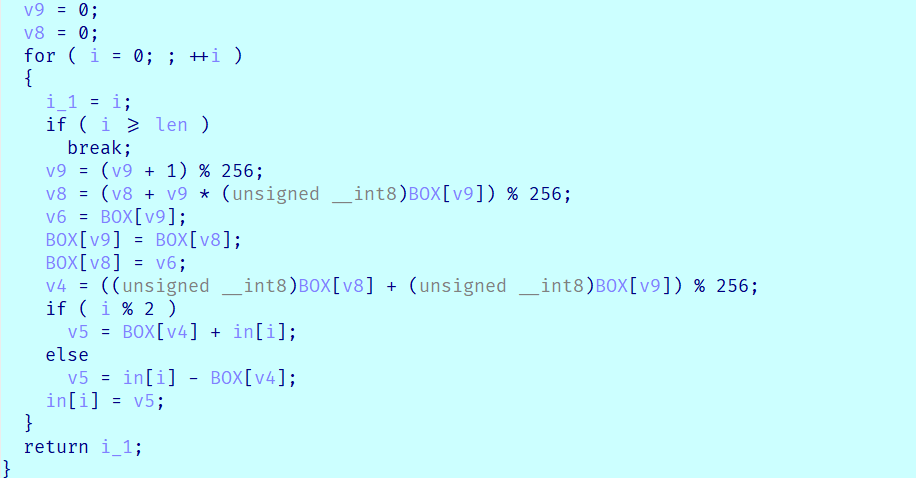 v9 = 0;
v8 = 0;
for ( i = 0; ; ++i )
{
i_1 = i;
if ( i >= len )
break;
v9 = (v9 + 1) % 256;
v8 = (v8 + v9 * (unsigned __int8)BOX[v9]) % 256;
v6 = BOX[v9];
BOX[v9] = BOX[v8];
BOX[v8] = v6;
v4 = ((unsigned __int8)BOX[v8] + (unsigned __int8)BOX[v9]) % 256;
if ( i % 2 )
v5 = BOX[v4] + in[i];
else
v5 = in[i] - BOX[v4];
in[i] = v5;
}
return i_1;
}